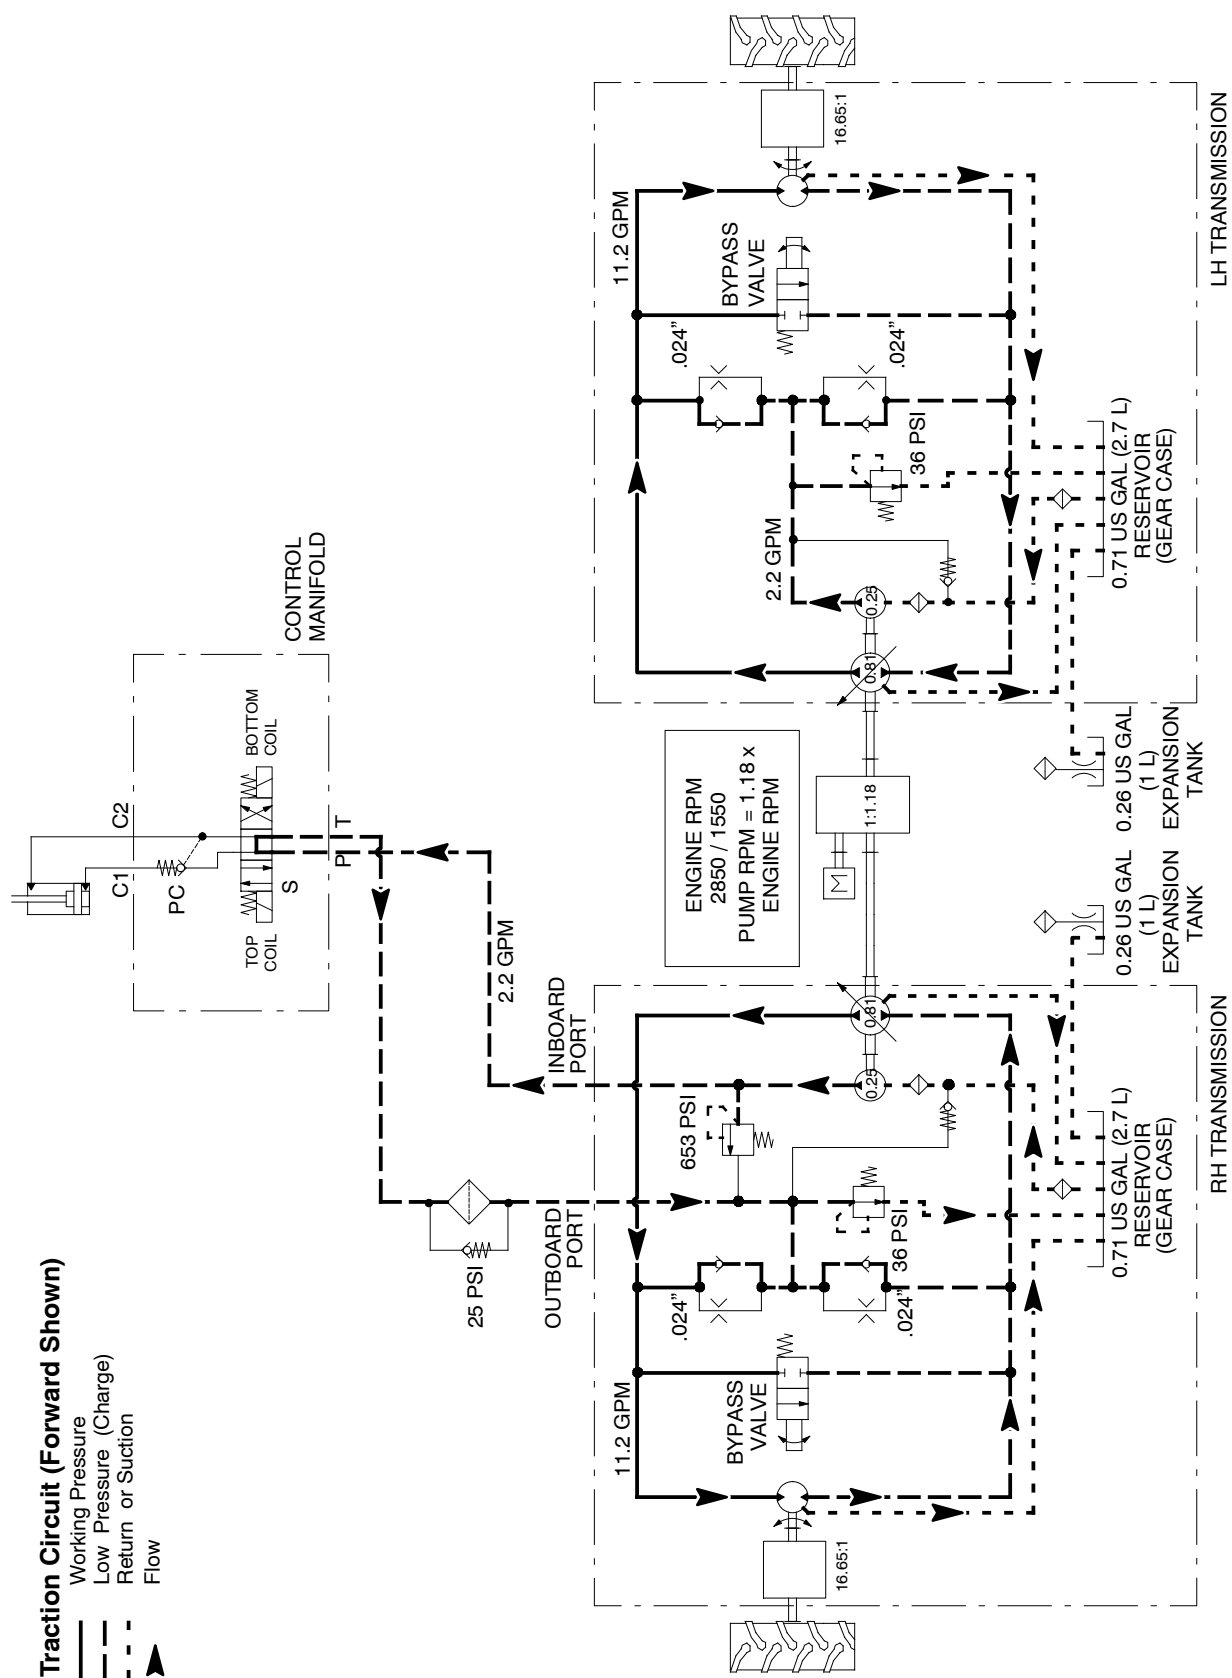 Traction Circuit (Forward Shown)
Working Pressure
Low Pressure (Charge)
Return or Suction
Flow
C1
C2
PC
S
P
T
TOP
COIL
BOTTOM
COIL
CONTROL
MANIFOLD
2.2 GPM
25 PSI
OUTBOARD
PORT
INBOARD
PORT
ENGINE RPM
2850 / 1550
PUMP RPM = 1.18 x
ENGINE RPM
M
1:1.18
11.2 GPM
.024”
653 PSI
BYPASS
VALVE
.024”
36 PSI
0.25
0.81
16.65:1
0.71 US GAL (2.7 L)
RESERVOIR
(GEAR CASE)
RH TRANSMISSION
0.26 US GAL
(1 L)
EXPANSION
TANK
0.26 US GAL
(1 L)
EXPANSION
TANK
11.2 GPM
.024”
BYPASS
VALVE
.024”
36 PSI
2.2 GPM
0.81
0.25
16.65:1
0.71 US GAL (2.7 L)
RESERVOIR
(GEAR CASE)
LH TRANSMISSION